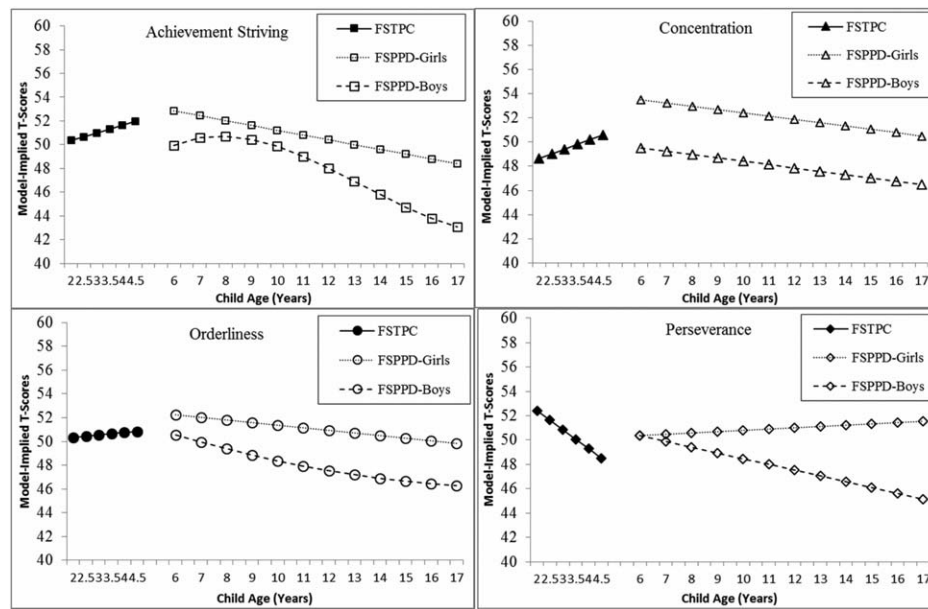 Achievement Striving
FSTPC
FSPPD-Girls
FSPPD-Boys
Model-Implied T-Scores
60
58
56
54
52
50
48
46
44
42
40
22.533.544.5 6 7 8 9 10 11 12 13 14 15 16 17
Child Age (Years)
Concentration
FSTPC
FSPPD-Girls
FSPPD-Boys
Model-Implied T-Scores
60
58
56
54
52
50
48
46
44
42
40
22.533.544.5 6 7 8 9 10 11 12 13 14 15 16 17
Child Age (Years)
Orderliness
FSTPC
FSPPD-Girls
FSPPD-Boys
Model-Implied T-Scores
60
58
56
54
52
50
48
46
44
42
40
22.533.544.5 6 7 8 9 10 11 12 13 14 15 16 17
Child Age (Years)
Perseverance
FSTPC
FSPPD-Girls
FSPPD-Boys
Model-Implied T-Scores
60
58
56
54
52
50
48
46
44
42
40
22.533.544.5 6 7 8 9 10 11 12 13 14 15 16 17
Child Age (Years)